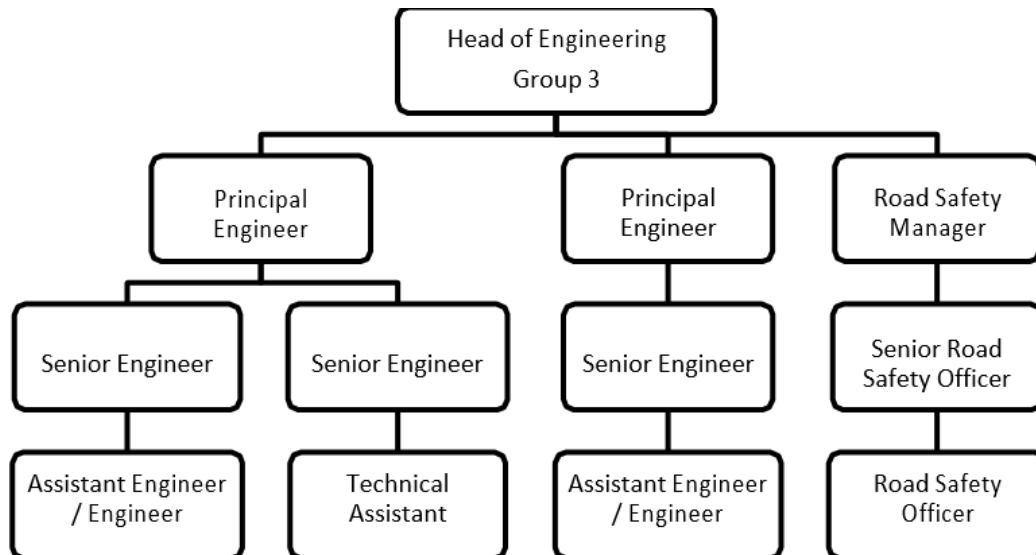 Head of Engineering
Group 3
Principal
Engineer
Principal
Engineer
Road Safety
Manager
Senior Engineer
Senior Engineer
Senior Engineer
Senior Road
Safety Officer
Assistant Engineer
/ Engineer
Technical
Assistant
Assistant Engineer
/ Engineer
Road Safety
Officer